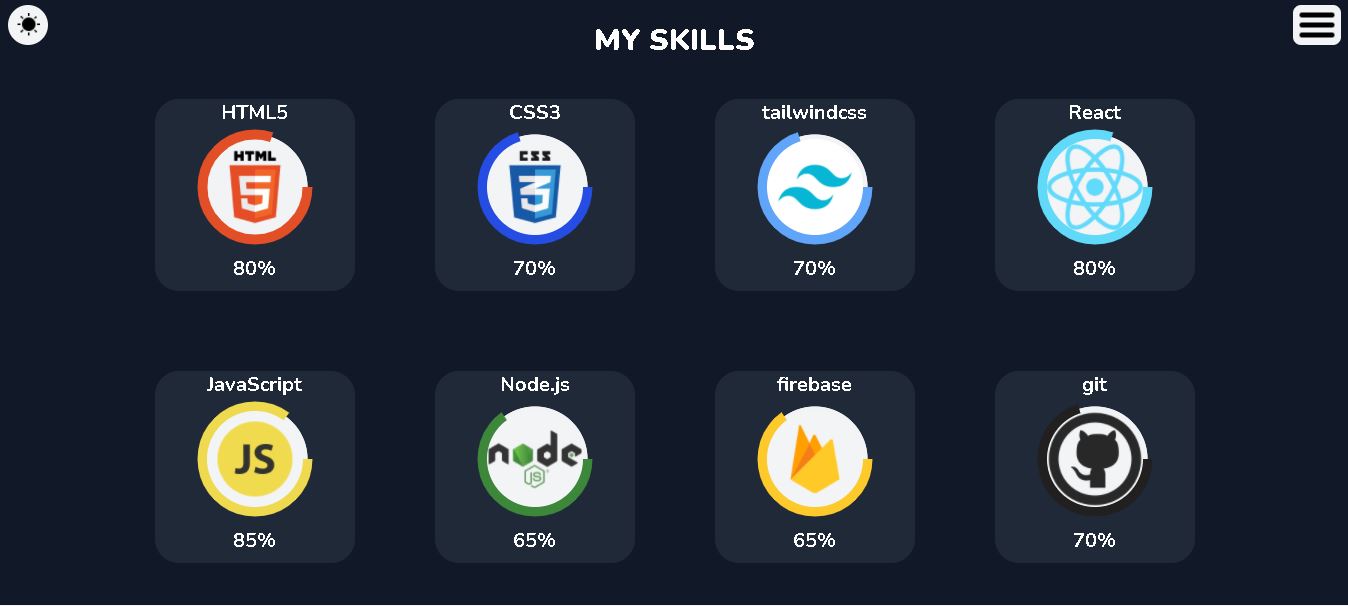 MY SKILLS
HTML5
CSS3
tailwindcss
React
HTML
5
CSS
3
80%
70%
70%
80%
JavaScript
Node.js
firebase
git
JS
node
JS
85%
65%
65%
70%